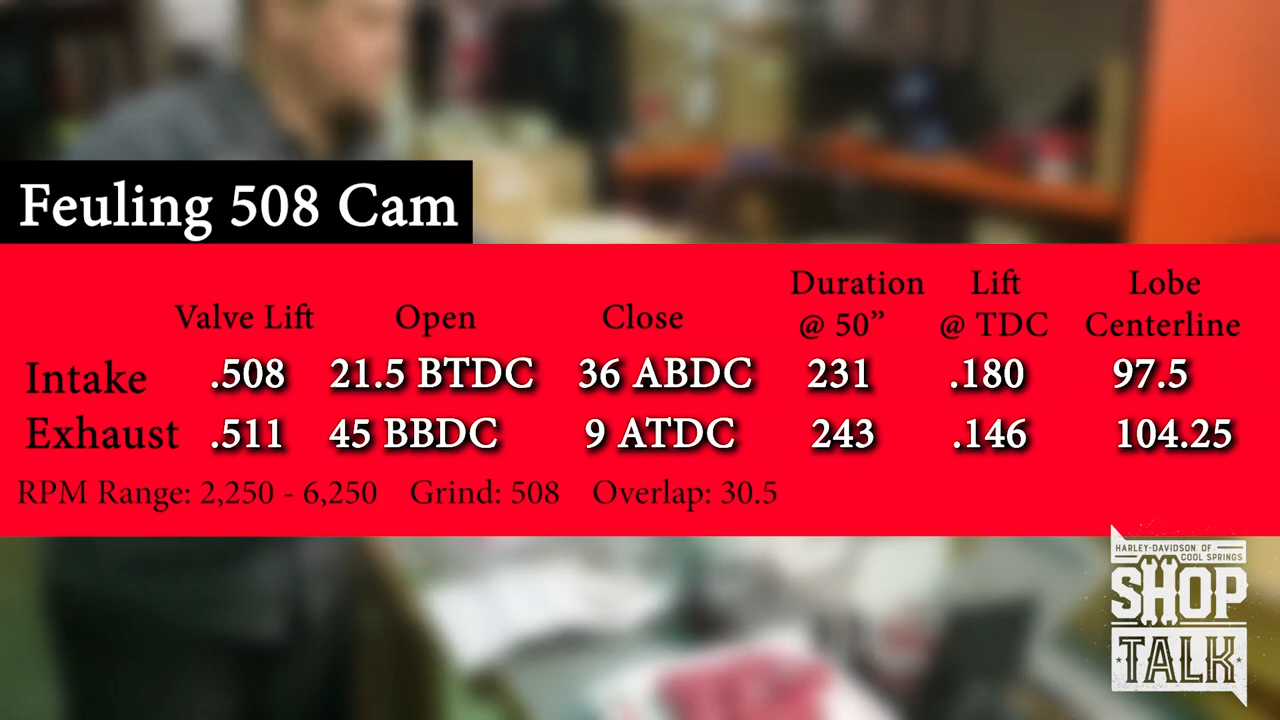 Feuling 508 Cam
Valve Lift Open Close Duration @ 50” Lift @ TDC Lobe Centerline
Intake .508 21.5 BTDC 36 ABDC 231 .180 97.5
Exhaust .511 45 BBDC 9 ATDC 243 .146 104.25
RPM Range: 2,250 - 6,250 Grind: 508 Overlap: 30.5
HARLEY-DAVIDSON OF
COOL SPRINGS
SHOP
TALK